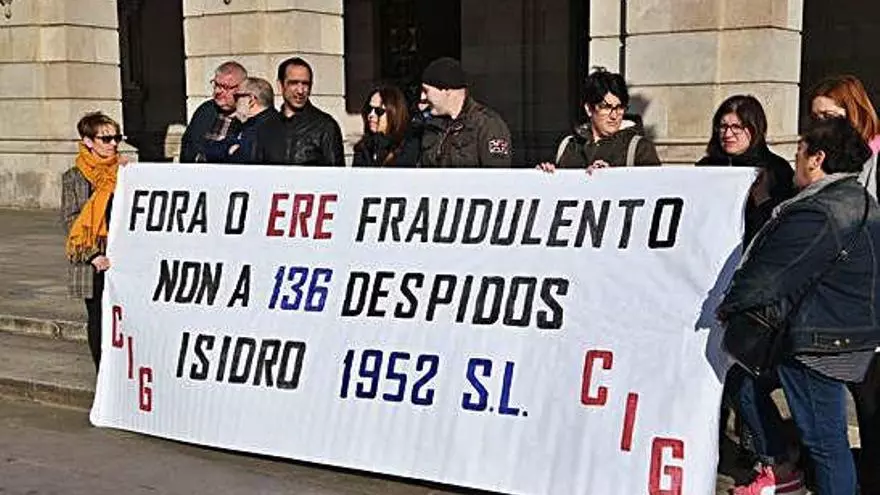 FORA O ERE FRAUDULENTO
NON A 136 DESPIDOS
ISIDRO 1952 S.L.
CIG
CIG